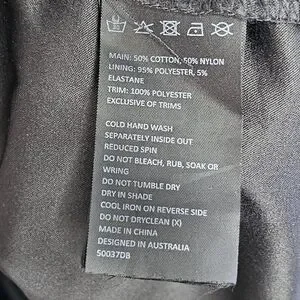 MAIN: 50% COTTON, 50% NYLON
LINING: 95% POLYESTER, 5%
ELASTANE
TRIM: 100% POLYESTER
EXCLUSIVE OF TRIMS
COLD HAND WASH
SEPARATELY INSIDE OUT
REDUCED SPIN
DO NOT BLEACH, RUB, SOAK OR
WRING
DO NOT TUMBLE DRY
DRY IN SHADE
COOL IRON ON REVERSE SIDE
DO NOT DRYCLEAN (X)
MADE IN CHINA
DESIGNED IN AUSTRALIA
50037DB